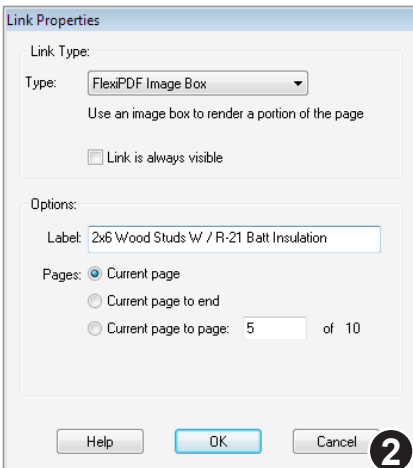 Link Properties
Link Type:
Type: FlexiPDF Image Box
Use an image box to render a portion of the page
Link is always visible
Options:
Label: 2x6 Wood Studs W / R-21 Batt Insulation
Pages: Current page
Current page to end
Current page to page: 5 of 10
Help OK Cancel
2